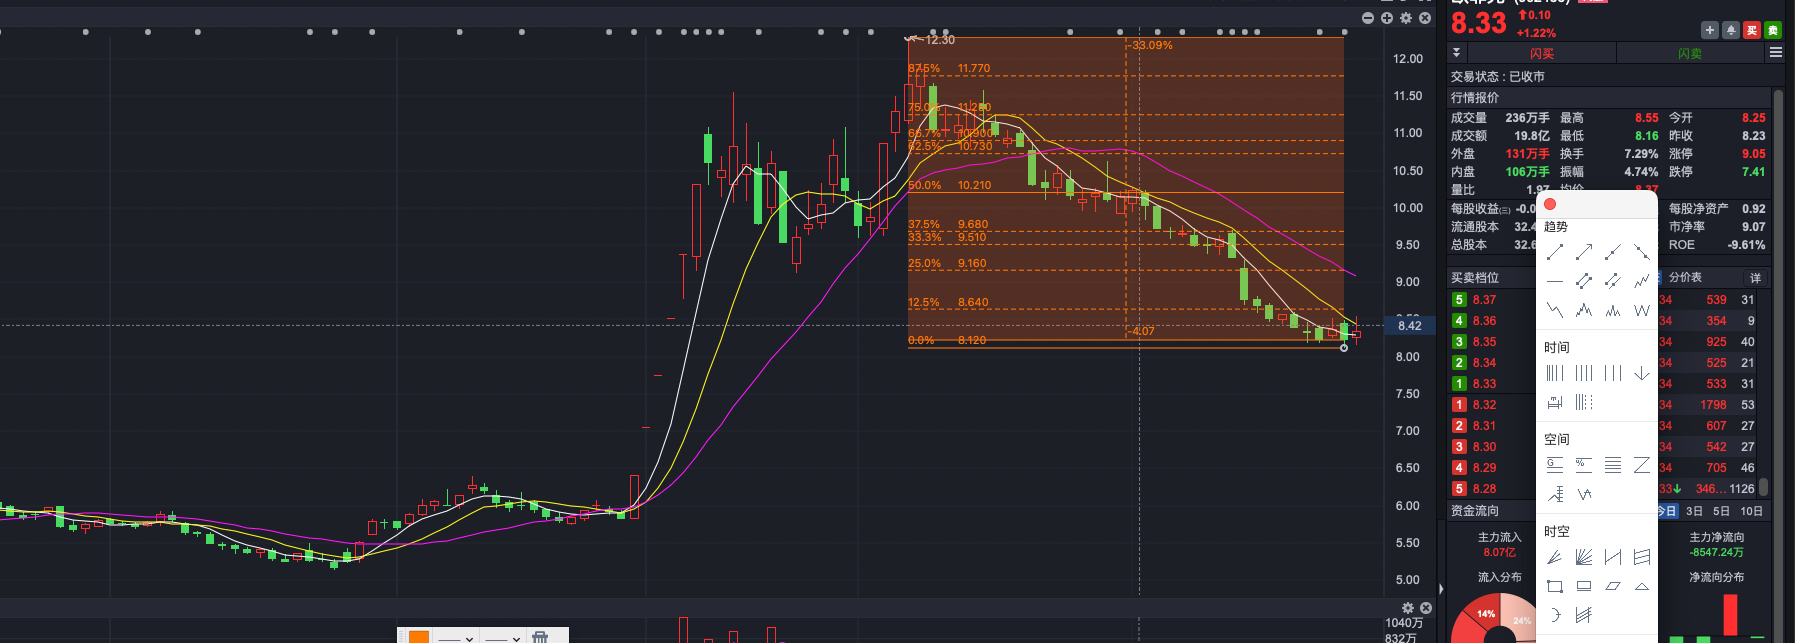 8.33
0.10
+1.22%
买
卖
闪买 闪卖
交易状态：已收市
行情报价
成交量 236万手 最高 8.55 今开 8.25
成交额 19.8亿 最低 8.16 昨收 8.23
外盘 131万手 换手 7.29% 涨停 9.05
内盘 106万手 振幅 4.74% 跌停 7.41
量比 1.97 均价 8.37
每股收益(三) -0.0 每股净资产 0.92
流通股本 32.4 市净率 9.07
总股本 32.6 ROE -9.61%
买卖档位 分价表 详
5 8.37 34 539 31
4 8.36 34 354 9
3 8.35 34 925 40
2 8.34 34 525 21
1 8.33 34 533 31
1 8.32 34 1798 53
2 8.31 34 607 27
3 8.30 34 542 27
4 8.29 34 705 46
5 8.28 33↓ 346... 1126
资金流向 今日 3日 5日 10日
主力流入 主力净流向
8.07亿 -8547.24万
流入分布 净流向分布
14%
24%
趋势
时间
空间
时空
12.30
-33.09%
87.5% 11.770
75.0% 11.250
66.7% 10.900
62.5% 10.730
50.0% 10.210
37.5% 9.680
33.3% 9.510
25.0% 9.160
12.5% 8.640
-4.07
0.0% 8.120
12.00
11.50
11.00
10.50
10.00
9.50
9.00
8.42
8.00
7.50
7.00
6.50
6.00
5.50
5.00
1040万
832万